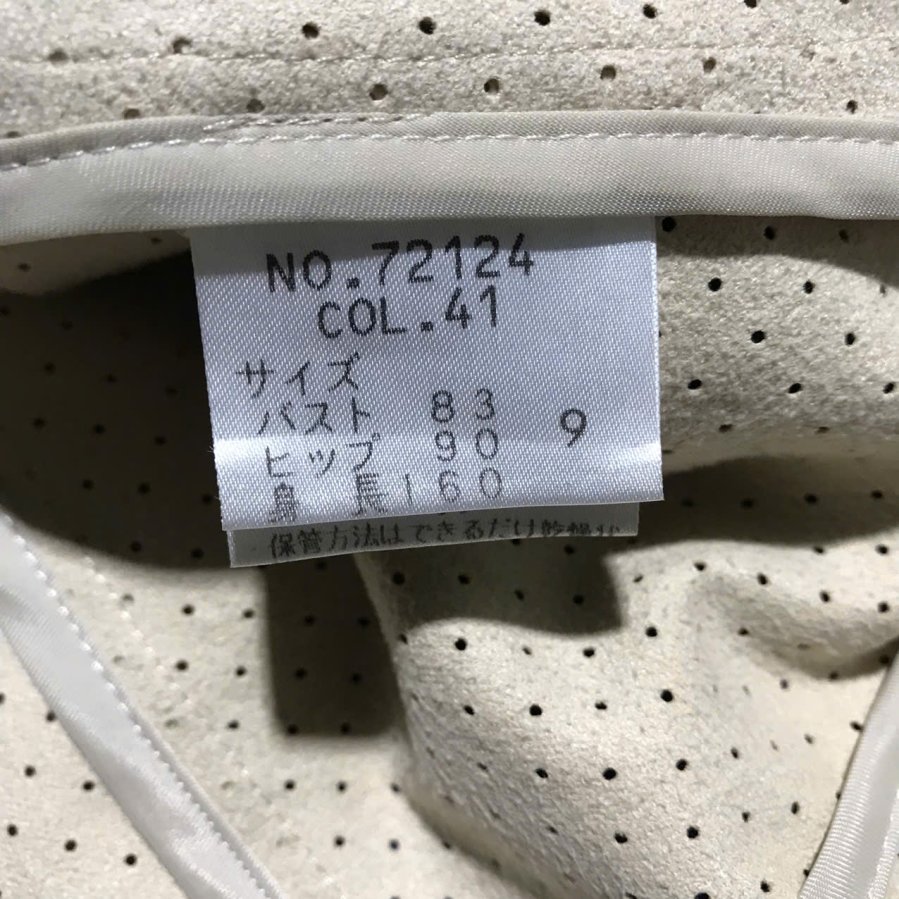 NO.72124
COL.41
サイズ
バスト 83
ヒップ 90 9
身長160
保管方法はできるだけ